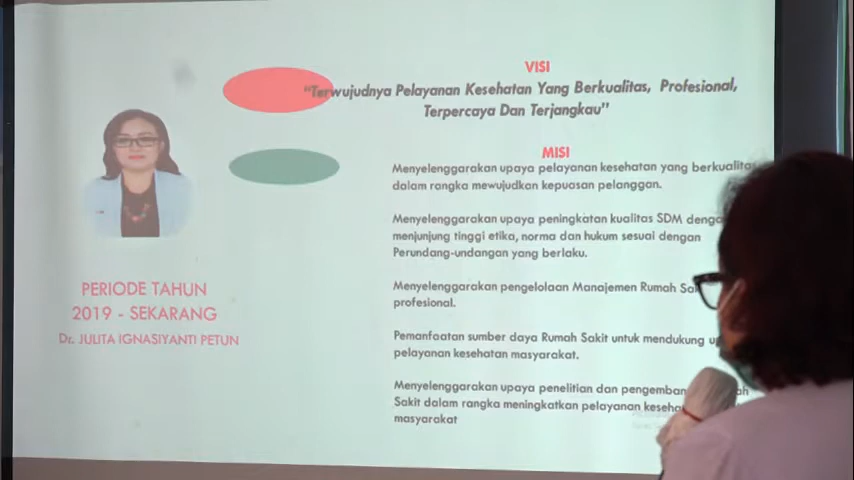 VISI
"Terwujudnya Pelayanan Kesehatan Yang Berkualitas, Profesional,
Terpercaya Dan Terjangkau"
MISI
Menyelenggarakan upaya pelayanan kesehatan yang berkualitas
dalam rangka mewujudkan kepuasan pelanggan.
Menyelenggarakan upaya peningkatan kualitas SDM
menjunjung tinggi etika, norma dan hukum sesuai dengan
Perundang-undangan yang berlaku.
Menyelenggarakan pengelolaan Manajemen Rumah
profesional.
Pemanfaatan sumber daya Rumah Sakit untuk mendukung
pelayanan kesehatan masyarakat.
Menyelenggarakan upaya penelitian dan
Sakit dalam rangka meningkatkan pelayanan
masyarakat
PERIODE TAHUN
2019 - SEKARANG
Dr. JULITA IGNASIYANTI PETUN